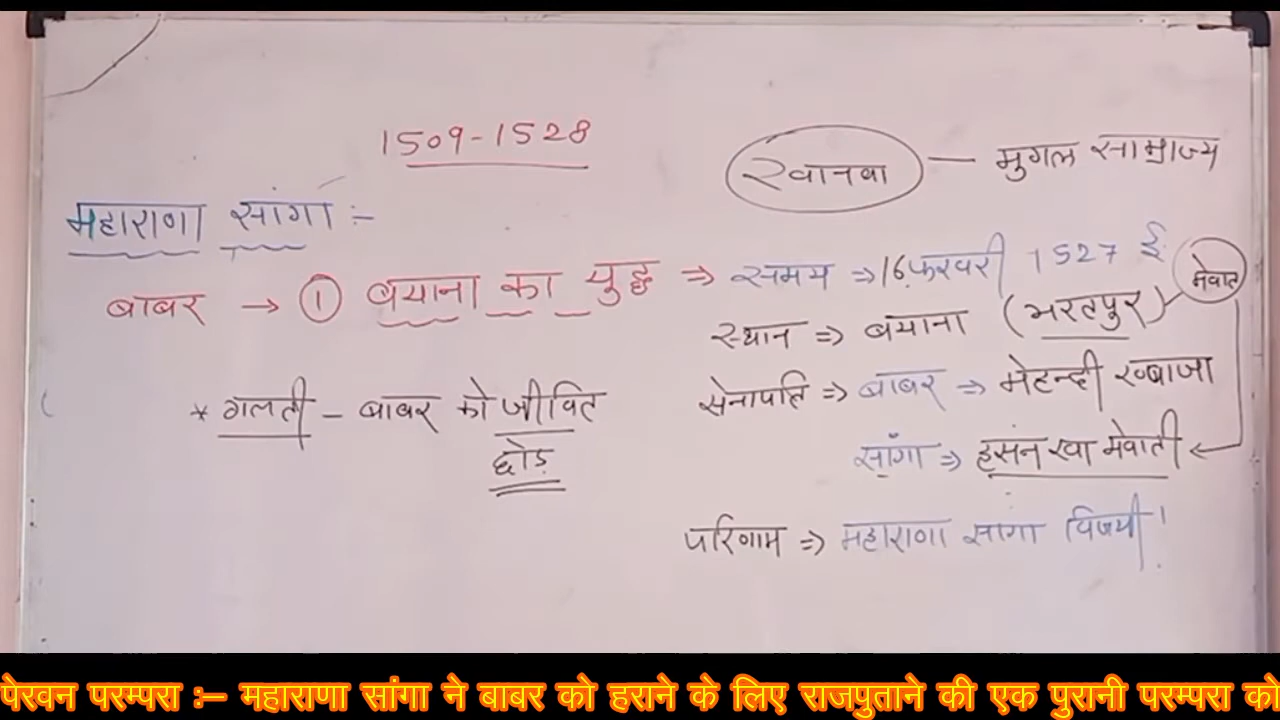 1509-1528
खानवा — मुगल साम्राज्य
महाराणा सांगा :-
बाबर → ① बयाना का युद्ध ⇒ समय ⇒ 16 फरवरी 1527 ई
मेवात
स्थान ⇒ बयाना (भरतपुर)
सेनापति ⇒ बाबर ⇒ मेहन्दी ख्वाजा
* गलती - बाबर को जीवित
छोड़
सांगा ⇒ हसंन खा मेवाती
परिणाम ⇒ महाराणा सांगा विजयी!
पेरवन परम्परा :– महाराणा सांगा ने बाबर को हराने के लिए राजपुताने की एक पुरानी परम्परा को